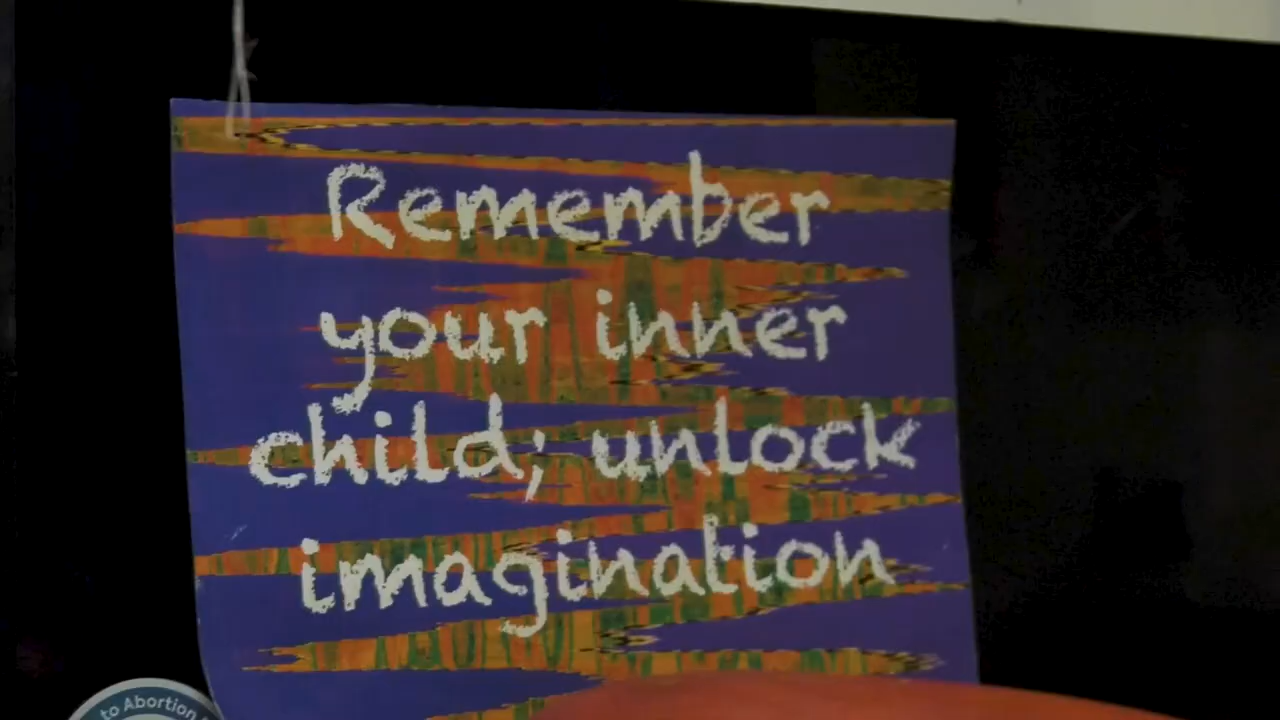 Remember
your inner
child; unlock
imagination
to Abortion